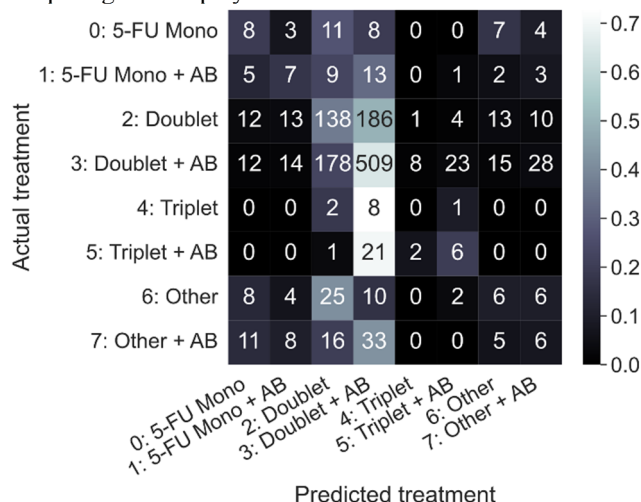 0: 5-FU Mono 8 3 11 8 0 0 7 4
1: 5-FU Mono + AB 5 7 9 13 0 1 2 3
2: Doublet 12 13 138 186 1 4 13 10
3: Doublet + AB 12 14 178 509 8 23 15 28
4: Triplet 0 0 2 8 0 1 0 0
5: Triplet + AB 0 0 1 21 2 6 0 0
6: Other 8 4 25 10 0 2 6 6
7: Other + AB 11 8 16 33 0 0 5 6
Actual treatment
0: 5-FU Mono
1: 5-FU Mono + AB
2: Doublet
3: Doublet + AB
4: Triplet
5: Triplet + AB
6: Other
7: Other + AB
Predicted treatment
0.7
0.6
0.5
0.4
0.3
0.2
0.1
0.0